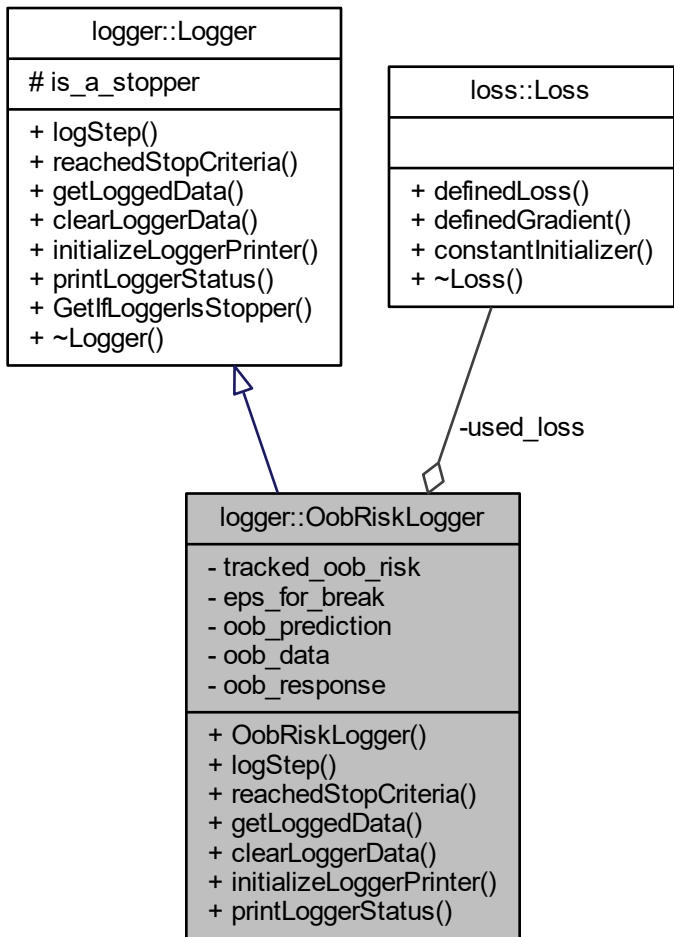 logger::Logger
# is_a_stopper
+ logStep()
+ reachedStopCriteria()
+ getLoggedData()
+ clearLoggerData()
+ initializeLoggerPrinter()
+ printLoggerStatus()
+ GetIfLoggerIsStopper()
+ ~Logger()
loss::Loss
+ definedLoss()
+ definedGradient()
+ constantInitializer()
+ ~Loss()
-used_loss
logger::OobRiskLogger
- tracked_oob_risk
- eps_for_break
- oob_prediction
- oob_data
- oob_response
+ OobRiskLogger()
+ logStep()
+ reachedStopCriteria()
+ getLoggedData()
+ clearLoggerData()
+ initializeLoggerPrinter()
+ printLoggerStatus()